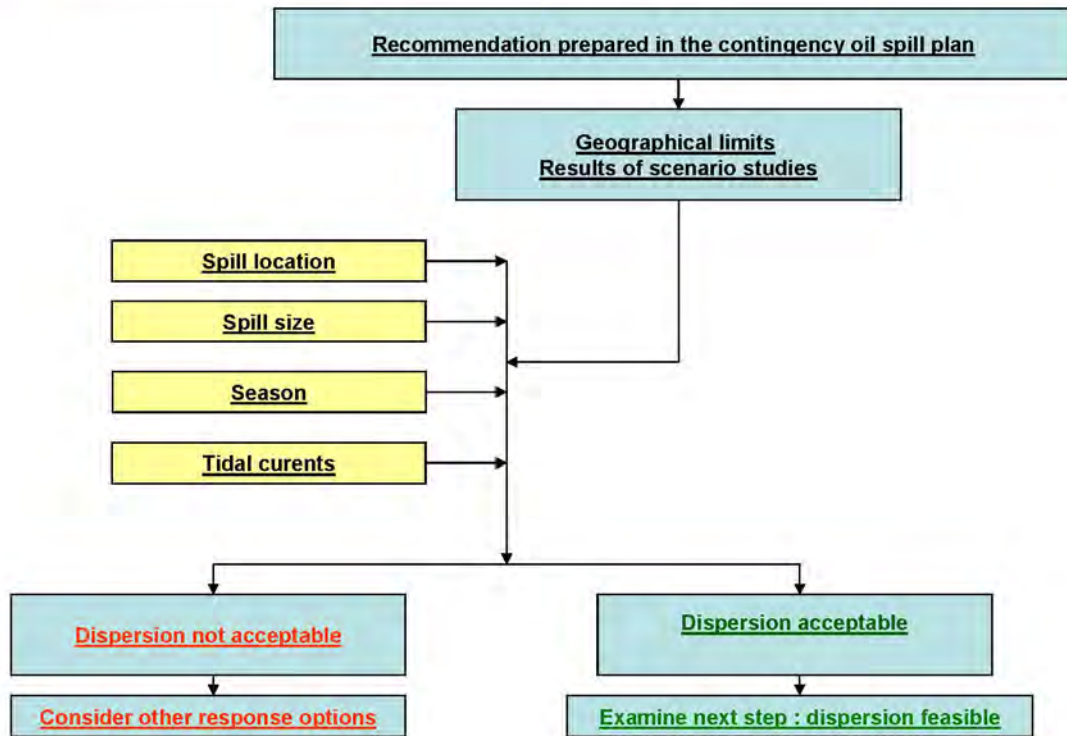 Recommendation prepared in the contingency oil spill plan
Geographical limits
Results of scenario studies
Spill location
Spill size
Season
Tidal curents
Dispersion not acceptable
Dispersion acceptable
Consider other response options
Examine next step : dispersion feasible